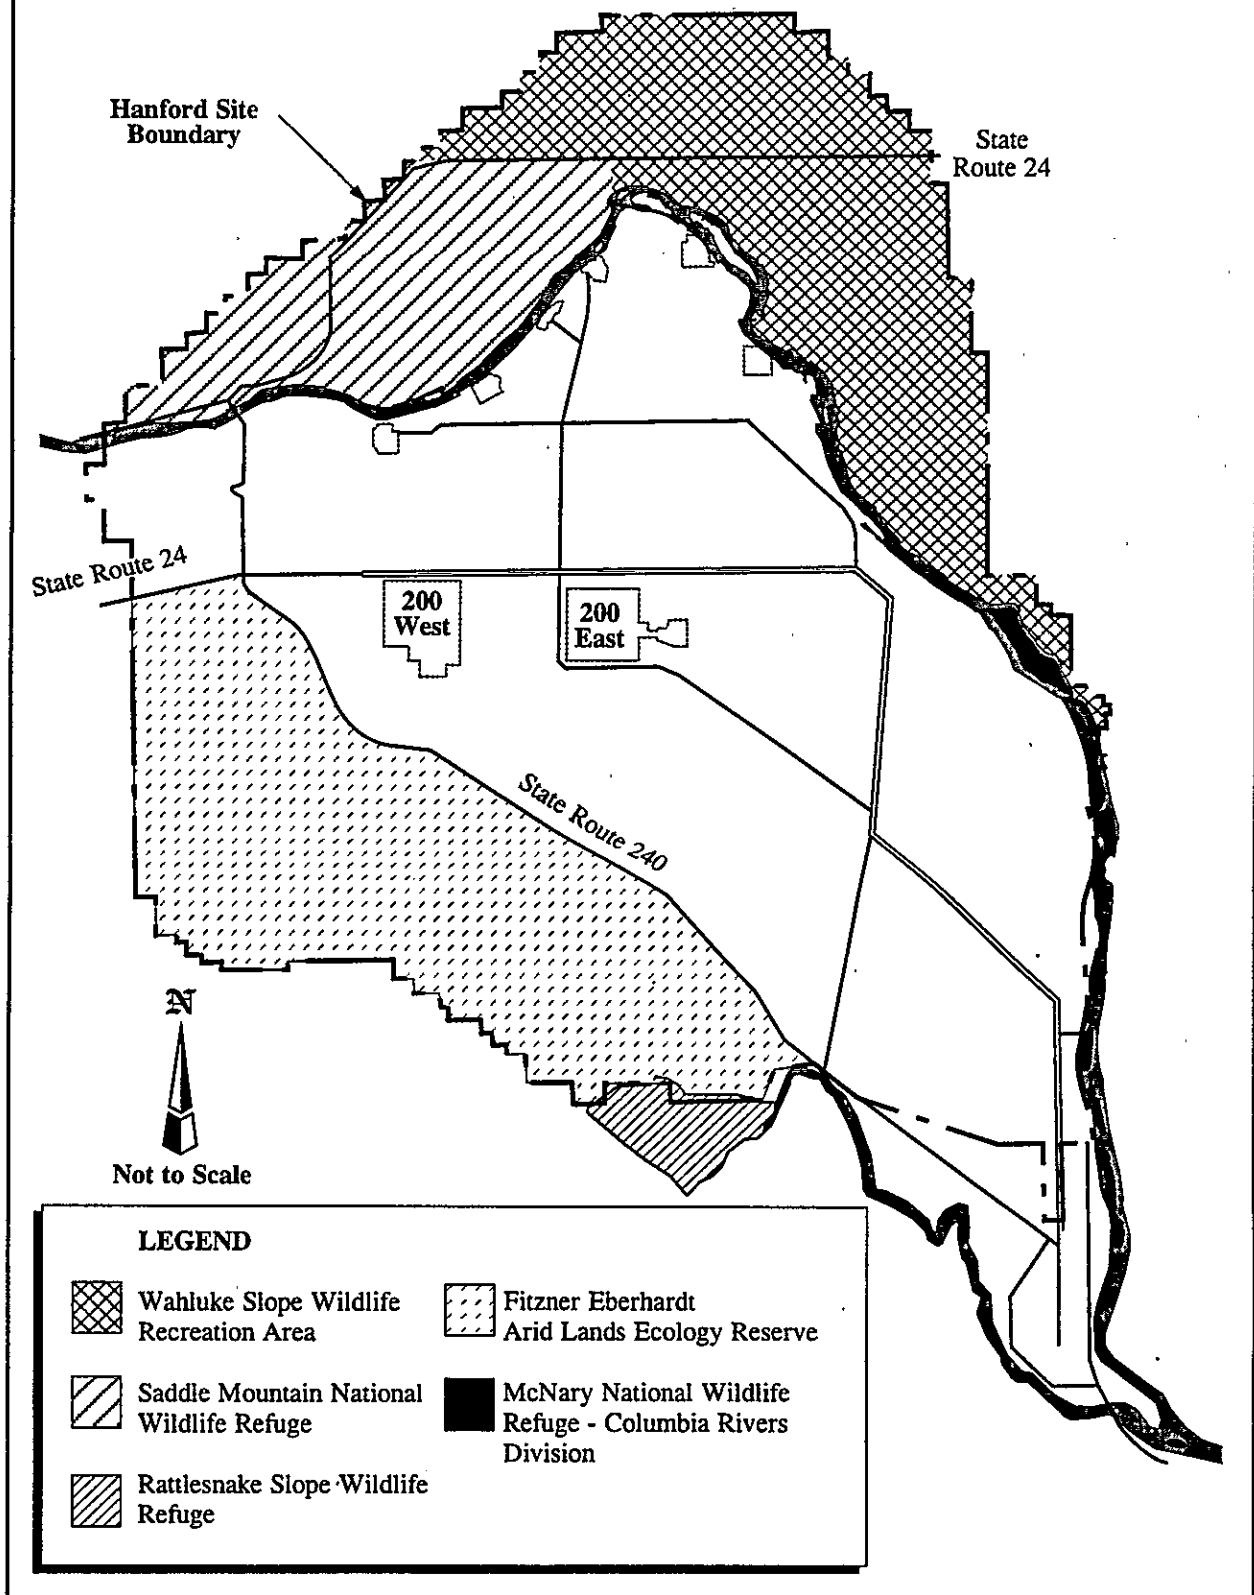 Hanford Site
Boundary
State
Route 24
State Route 24
200
West
200
East
State Route 240
N
Not to Scale
LEGEND
Wahluke Slope Wildlife
Recreation Area
Saddle Mountain National
Wildlife Refuge
Rattlesnake Slope Wildlife
Refuge
Fitzner Eberhardt
Arid Lands Ecology Reserve
McNary National Wildlife
Refuge - Columbia Rivers
Division